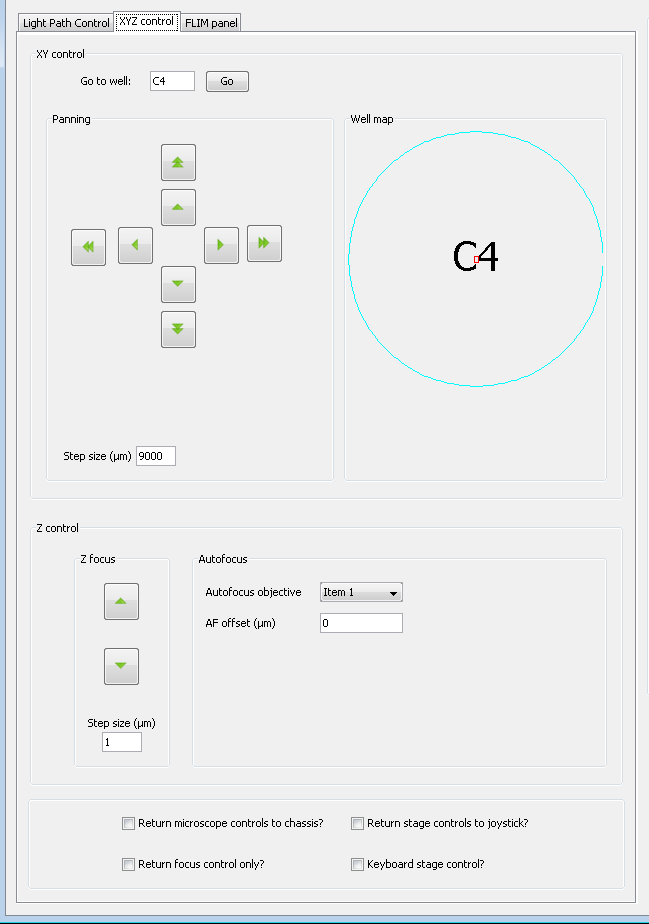 Light Path Control XYZ control FLIM panel
XY control
Go to well: C4 Go
Panning
Well map
C4
Step size (µm) 9000
Z control
Z focus
Autofocus
Autofocus objective Item 1
AF offset (µm) 0
Step size (µm)
1
Return microscope controls to chassis? Return stage controls to joystick?
Return focus control only? Keyboard stage control?